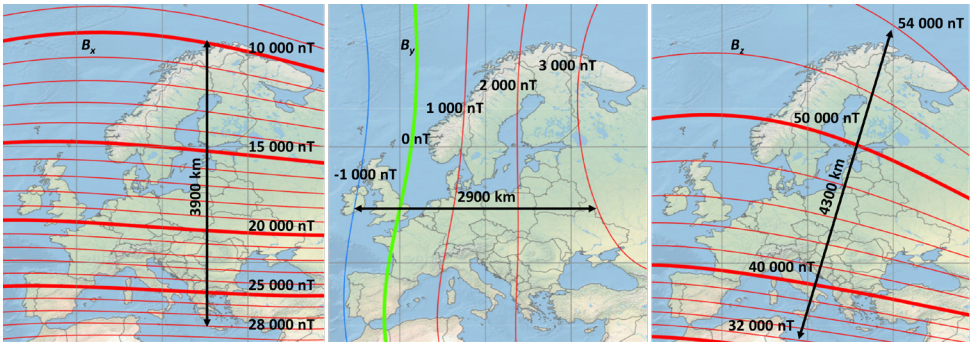 Bx
10 000 nT
15 000 nT
3900 km
20 000 nT
25 000 nT
28 000 nT
By
3 000 nT
2 000 nT
1 000 nT
0 nT
-1 000 nT
2900 km
Bz
54 000 nT
50 000 nT
4300 km
40 000 nT
32 000 nT